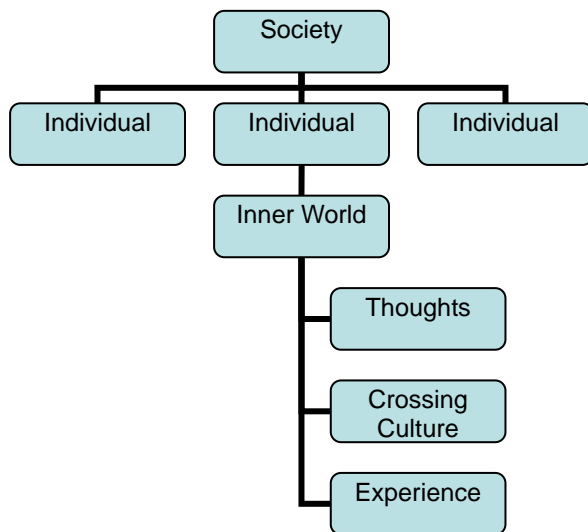 Society
Individual
Individual
Individual
Inner World
Thoughts
Crossing
Culture
Experience